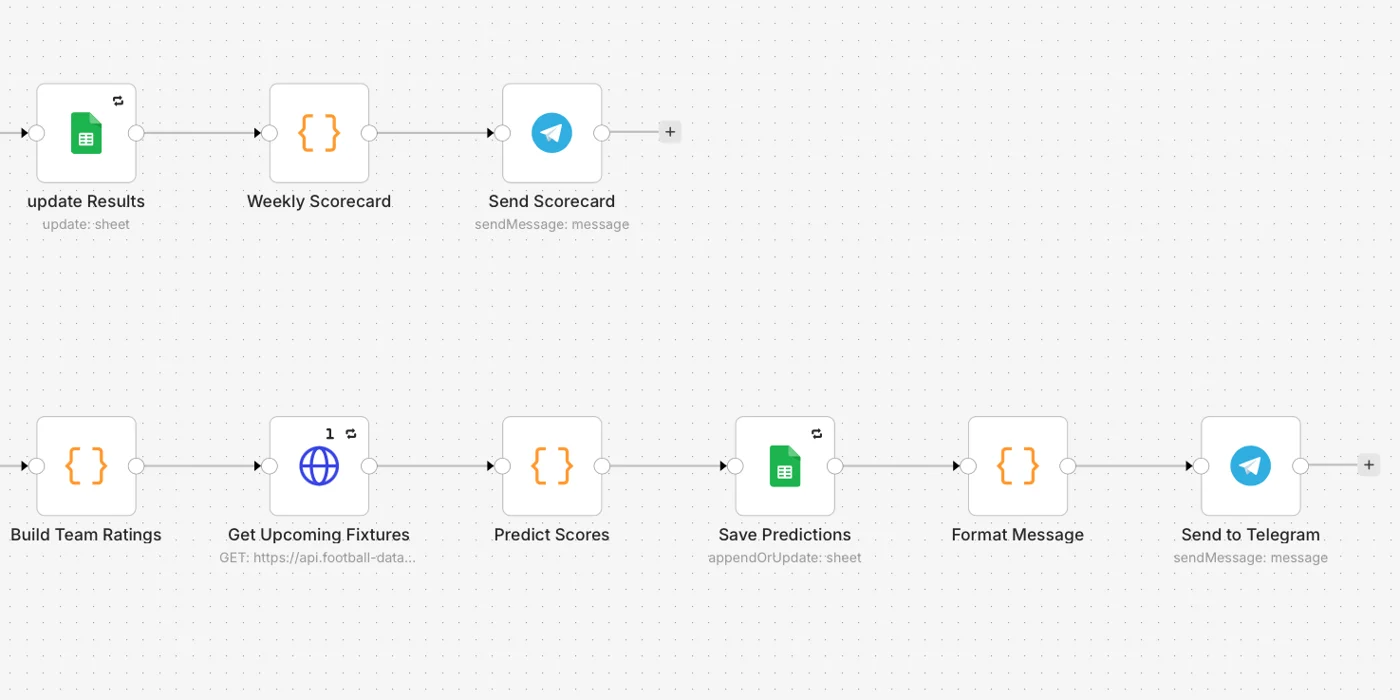 update Results
update: sheet
Weekly Scorecard
Send Scorecard
sendMessage: message
Build Team Ratings
1
Get Upcoming Fixtures
GET: https://api.football-data...
Predict Scores
Save Predictions
appendOrUpdate: sheet
Format Message
Send to Telegram
sendMessage: message